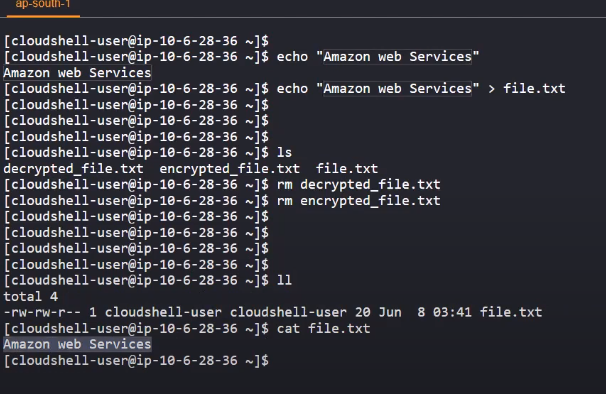 ap-south-1
[cloudshell-user@ip-10-6-28-36 ~]$
[cloudshell-user@ip-10-6-28-36 ~]$ echo "Amazon web Services"
Amazon web Services
[cloudshell-user@ip-10-6-28-36 ~]$ echo "Amazon web Services" > file.txt
[cloudshell-user@ip-10-6-28-36 ~]$
[cloudshell-user@ip-10-6-28-36 ~]$
[cloudshell-user@ip-10-6-28-36 ~]$
[cloudshell-user@ip-10-6-28-36 ~]$ ls
decrypted_file.txt  encrypted_file.txt  file.txt
[cloudshell-user@ip-10-6-28-36 ~]$ rm decrypted_file.txt
[cloudshell-user@ip-10-6-28-36 ~]$ rm encrypted_file.txt
[cloudshell-user@ip-10-6-28-36 ~]$
[cloudshell-user@ip-10-6-28-36 ~]$
[cloudshell-user@ip-10-6-28-36 ~]$
[cloudshell-user@ip-10-6-28-36 ~]$
[cloudshell-user@ip-10-6-28-36 ~]$ ll
total 4
-rw-rw-r-- 1 cloudshell-user cloudshell-user 20 Jun  8 03:41 file.txt
[cloudshell-user@ip-10-6-28-36 ~]$ cat file.txt
Amazon web Services
[cloudshell-user@ip-10-6-28-36 ~]$